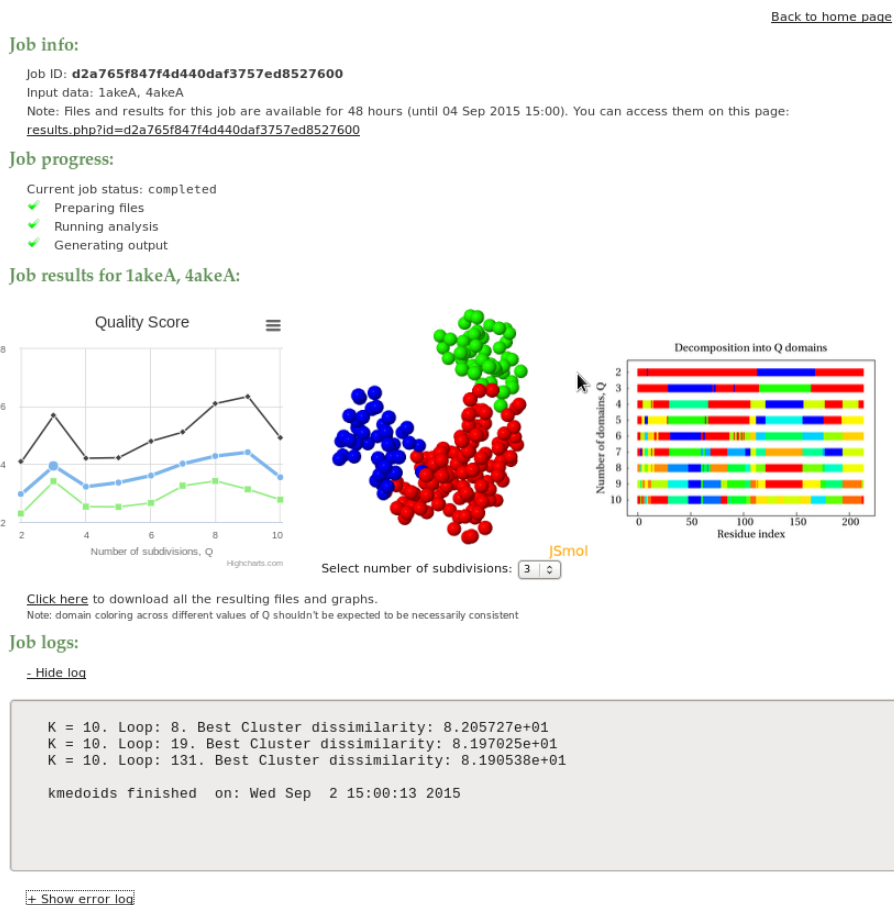 Back to home page
Job info:
Job ID: d2a765f847f4d440daf3757ed8527600
Input data: 1akeA, 4akeA
Note: Files and results for this job are available for 48 hours (until 04 Sep 2015 15:00). You can access them on this page:
results.php?id=d2a765f847f4d440daf3757ed8527600
Job progress:
Current job status: completed
Preparing files
Running analysis
Generating output
Job results for 1akeA, 4akeA:
Quality Score
8
6
4
2
2 4 6 8 10
Number of subdivisions, Q
Highcharts.com
JSmol
Select number of subdivisions: 3
Decomposition into Q domains
Number of domains, Q
2
3
4
5
6
7
8
9
10
0 50 100 150 200
Residue index
Click here to download all the resulting files and graphs.
Note: domain coloring across different values of Q shouldn't be expected to be necessarily consistent
Job logs:
- Hide log
K = 10. Loop: 8. Best Cluster dissimilarity: 8.205727e+01
K = 10. Loop: 19. Best Cluster dissimilarity: 8.197025e+01
K = 10. Loop: 131. Best Cluster dissimilarity: 8.190538e+01
kmedoids finished  on: Wed Sep  2 15:00:13 2015
+ Show error log